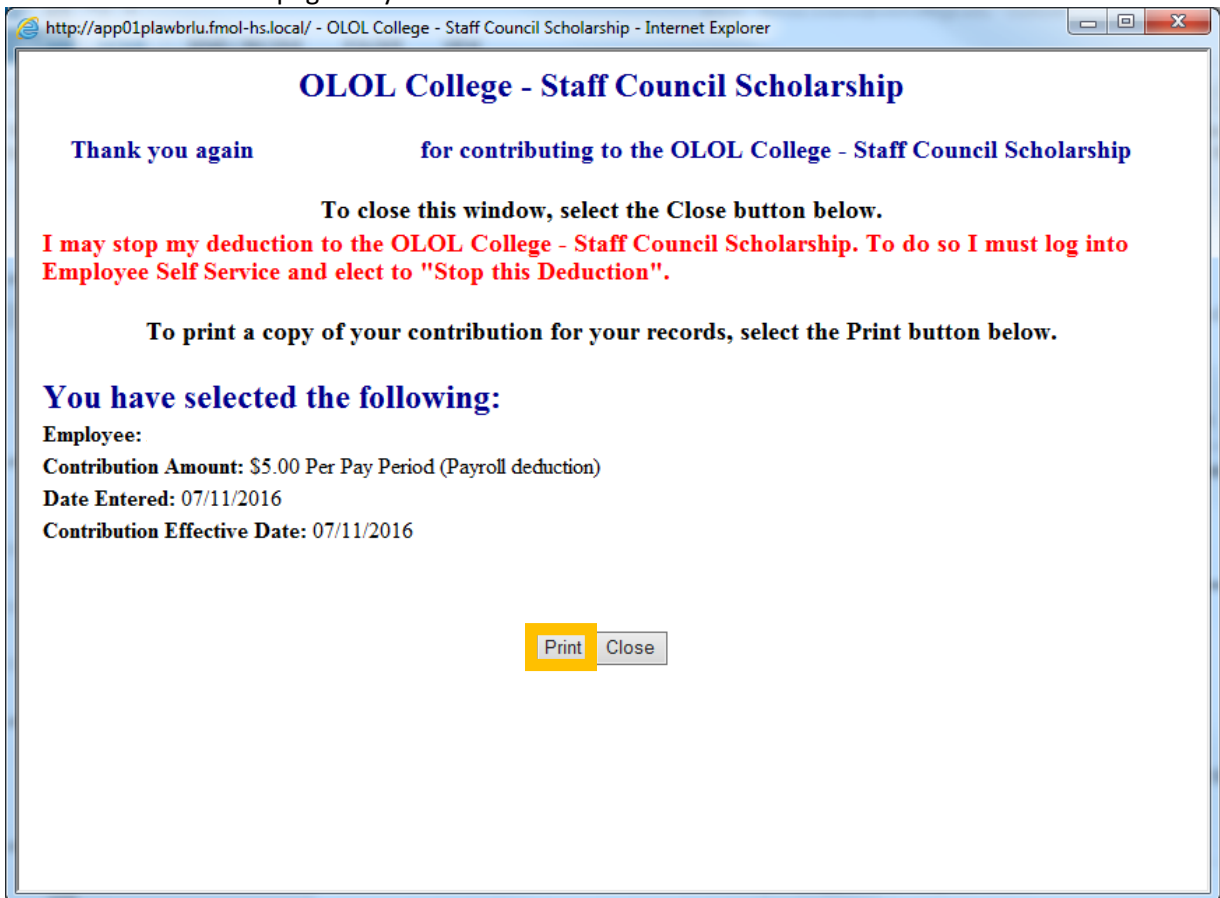 http://app01plawbrlu.fmol-hs.local/ - OLOL College - Staff Council Scholarship - Internet Explorer
OLOL College - Staff Council Scholarship
Thank you again for contributing to the OLOL College - Staff Council Scholarship
To close this window, select the Close button below.
I may stop my deduction to the OLOL College - Staff Council Scholarship. To do so I must log into
Employee Self Service and elect to "Stop this Deduction".
To print a copy of your contribution for your records, select the Print button below.
You have selected the following:
Employee:
Contribution Amount: $5.00 Per Pay Period (Payroll deduction)
Date Entered: 07/11/2016
Contribution Effective Date: 07/11/2016
Print Close